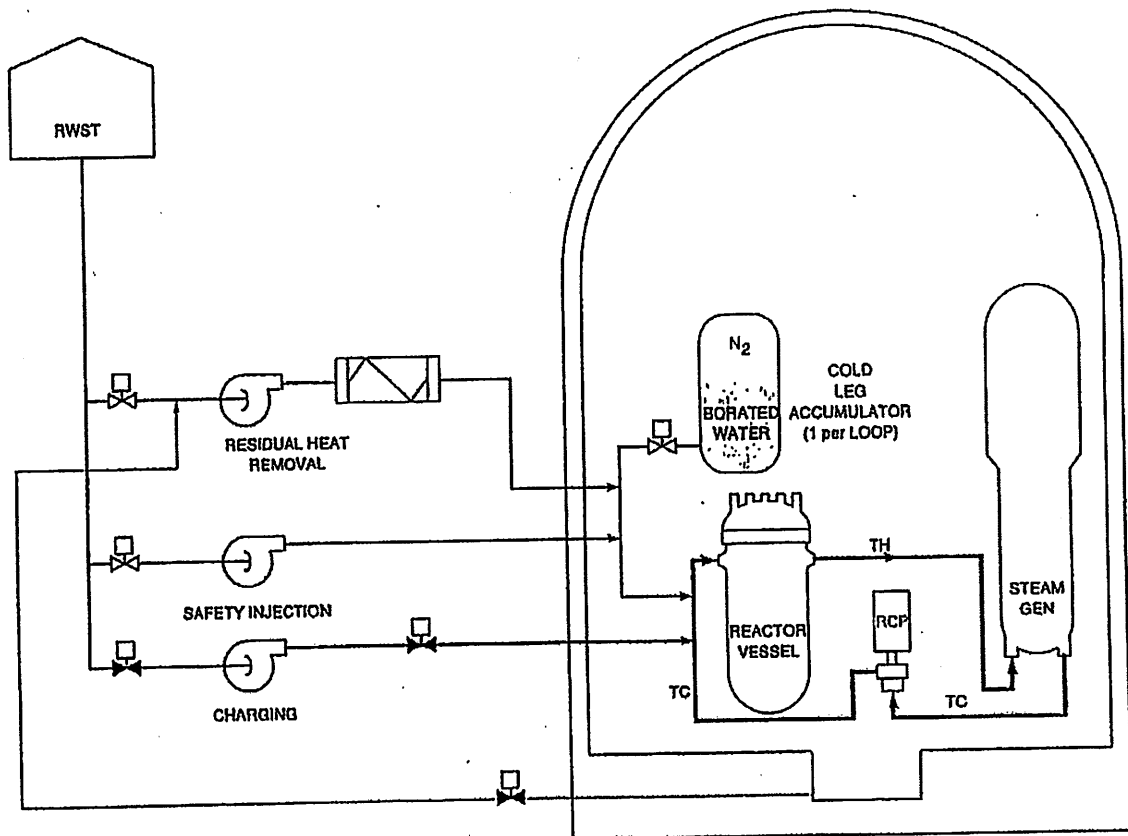 RWST
RESIDUAL HEAT
REMOVAL
SAFETY INJECTION
CHARGING
N2
BORATED
WATER
COLD
LEG
ACCUMULATOR
(1 per LOOP)
REACTOR
VESSEL
TH
TC
RCP
TC
STEAM
GEN